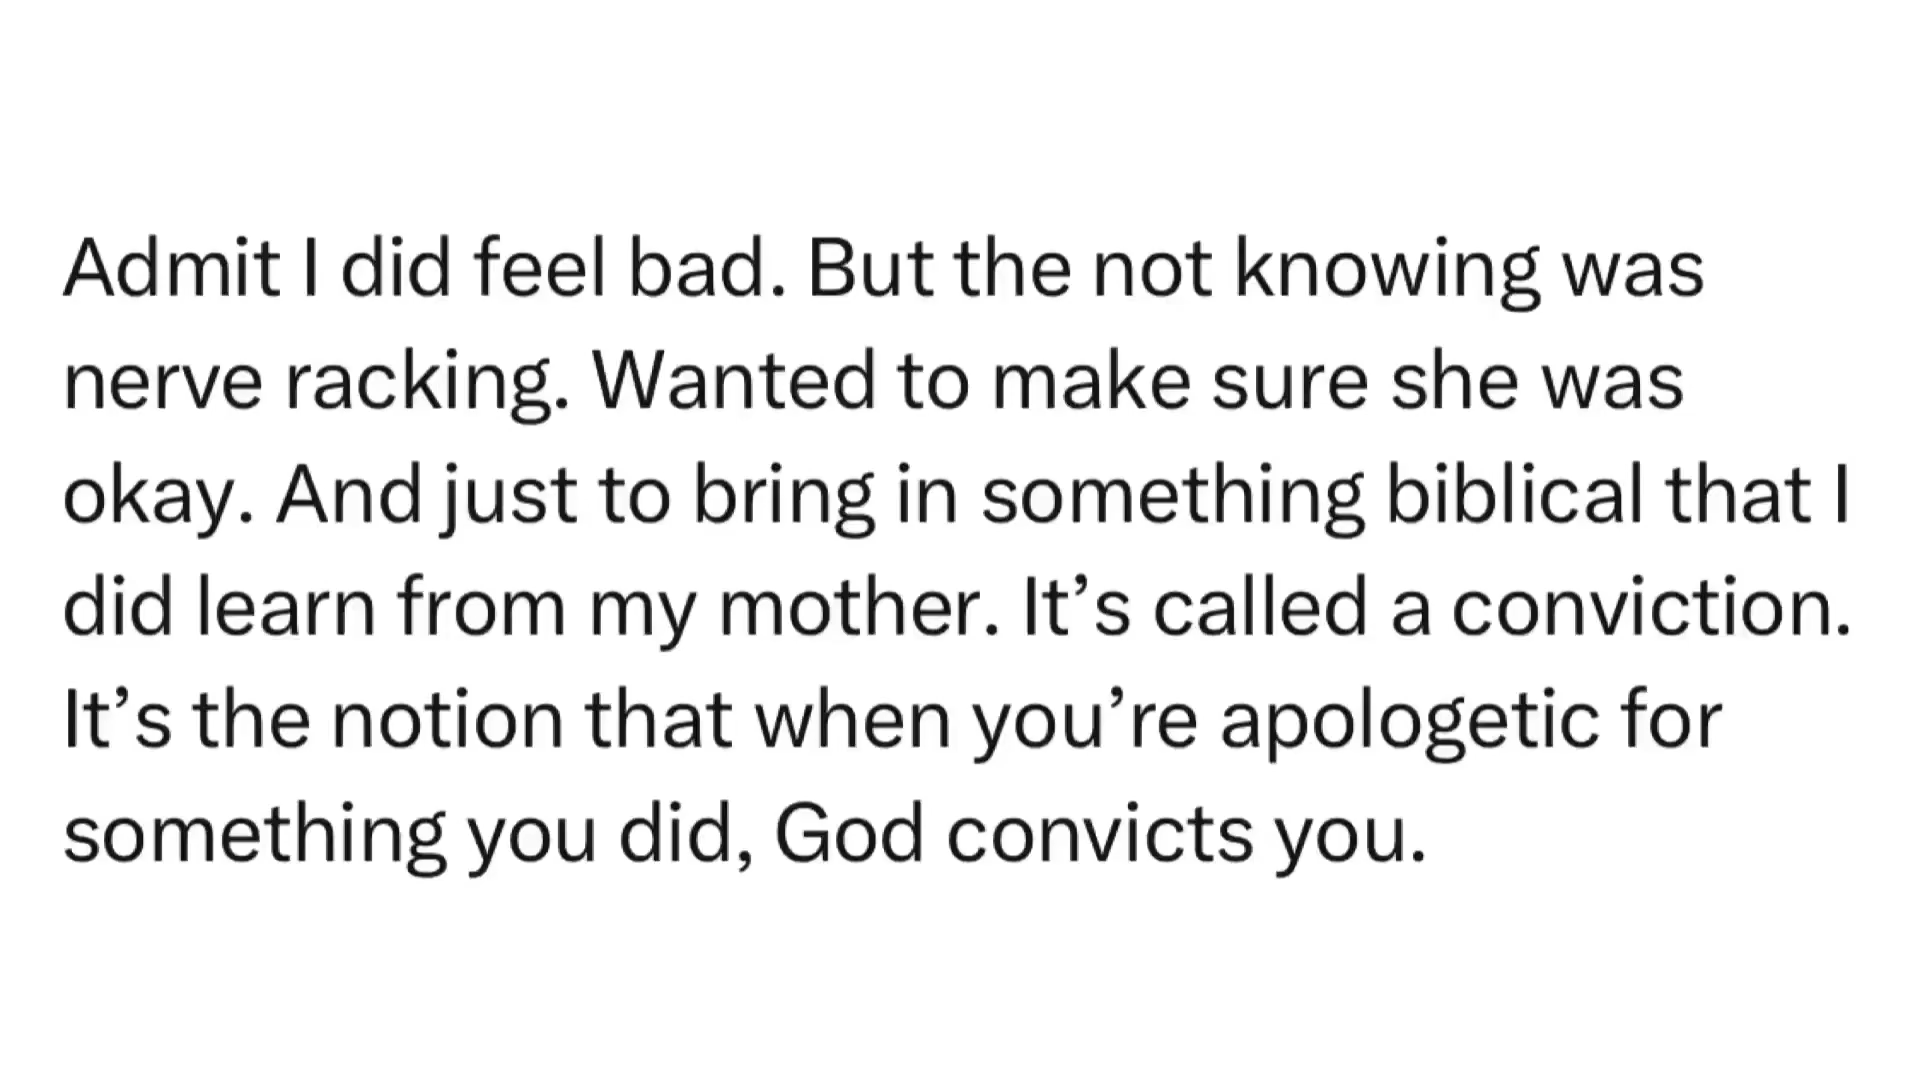 Admit I did feel bad. But the not knowing was
nerve racking. Wanted to make sure she was
okay. And just to bring in something biblical that I
did learn from my mother. It’s called a conviction.
It’s the notion that when you’re apologetic for
something you did, God convicts you.